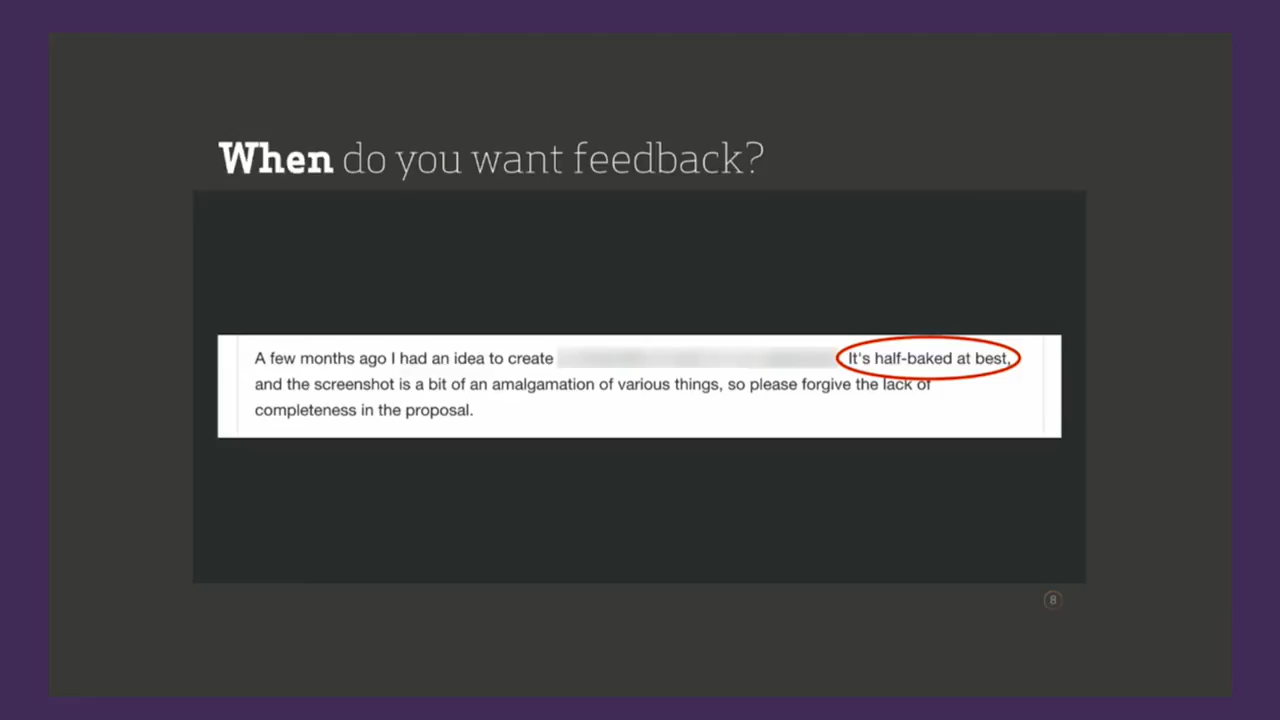 When do you want feedback?
A few months ago I had an idea to create It's half-baked at best,
and the screenshot is a bit of an amalgamation of various things, so please forgive the lack of
completeness in the proposal.
8